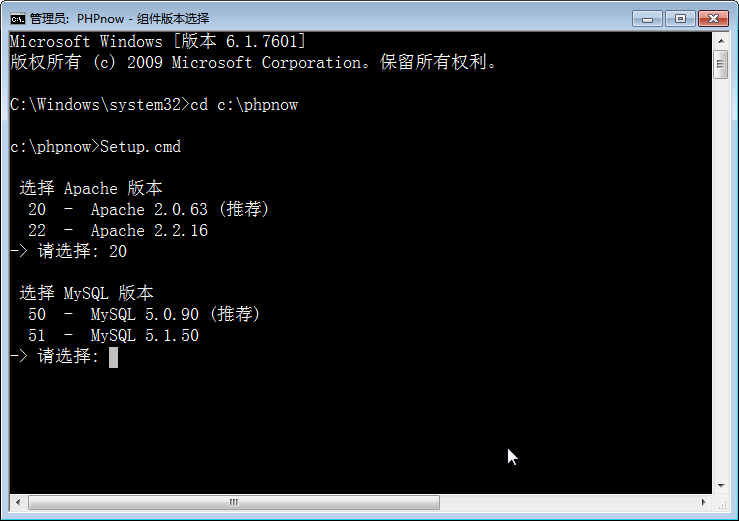 管理员: PHPnow - 组件版本选择
Microsoft Windows [版本 6.1.7601]
版权所有 (c) 2009 Microsoft Corporation。保留所有权利。
C:\Windows\system32>cd c:\phpnow
c:\phpnow>Setup.cmd
选择 Apache 版本
20 - Apache 2.0.63 (推荐)
22 - Apache 2.2.16
-> 请选择: 20
选择 MySQL 版本
50 - MySQL 5.0.90 (推荐)
51 - MySQL 5.1.50
-> 请选择: